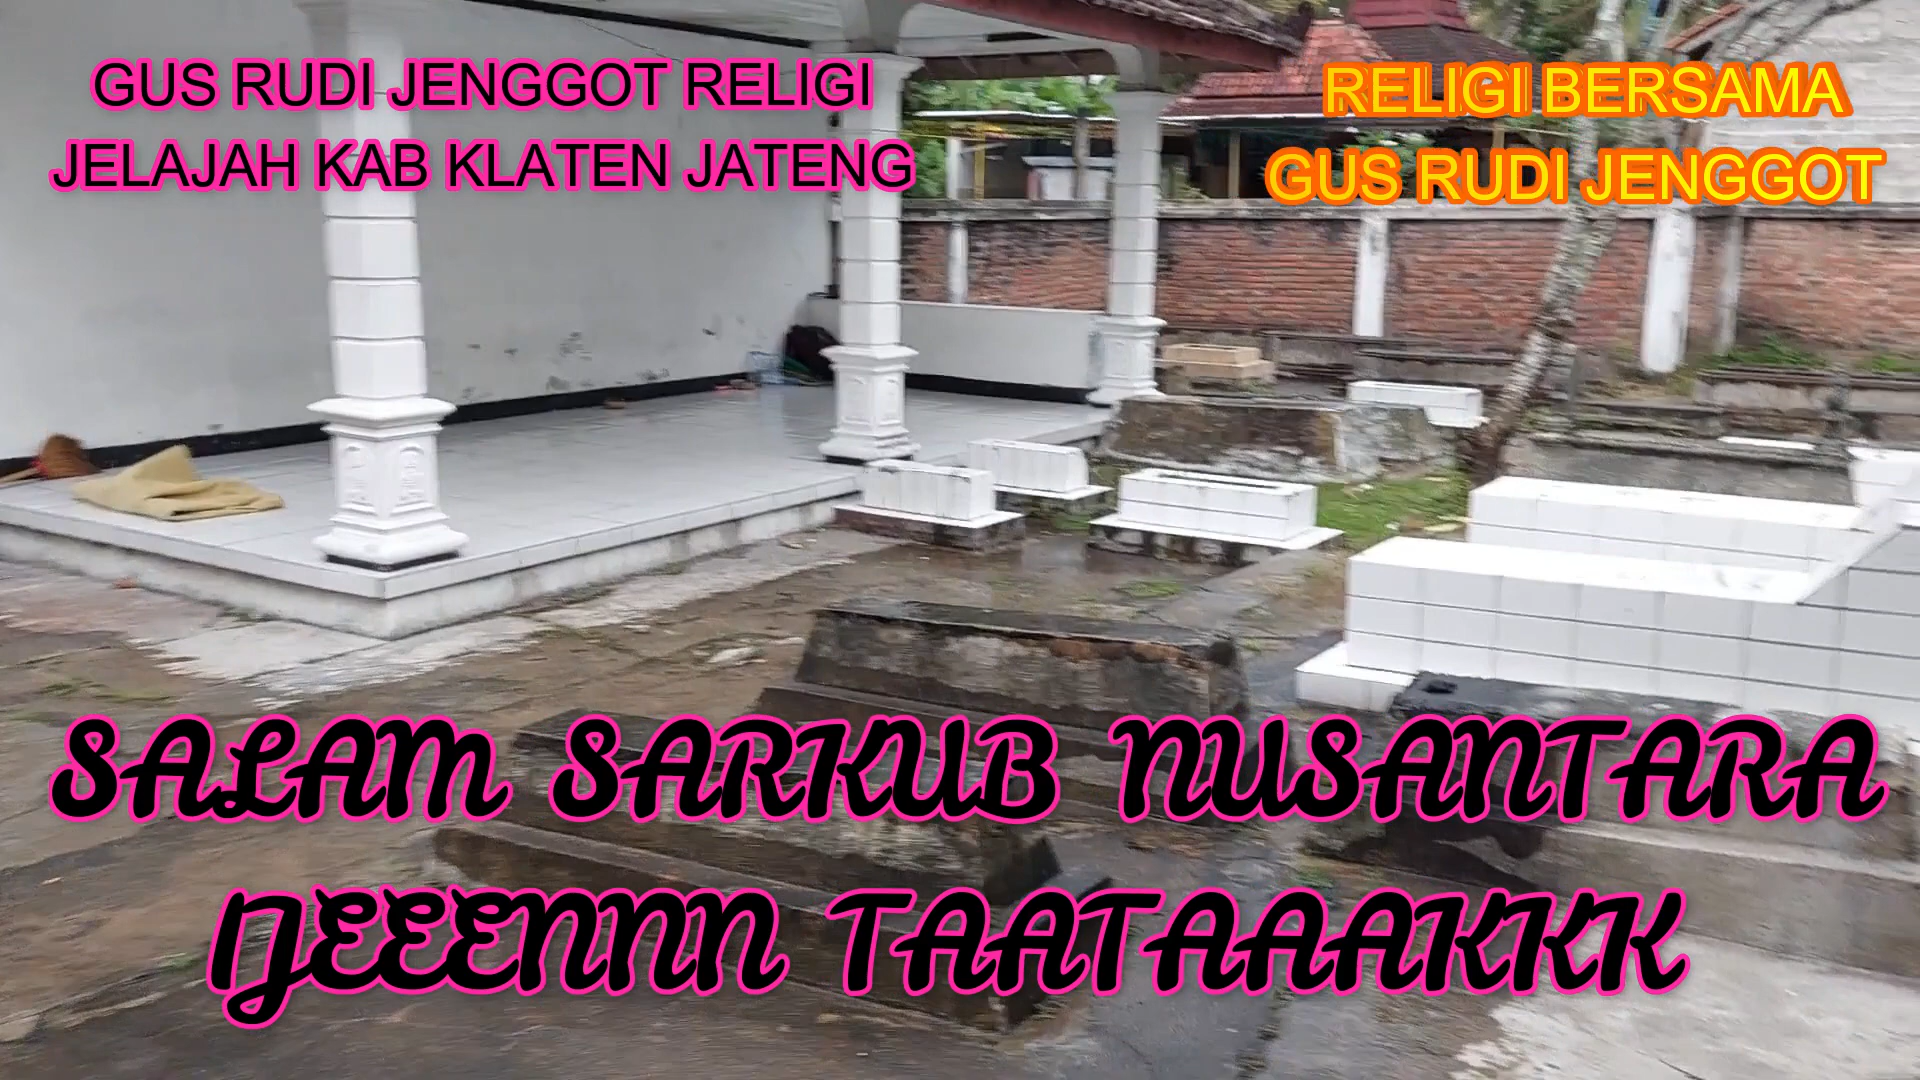 GUS RUDI JENGGOT RELIGI
JELAJAH KAB KLATEN JATENG
RELIGI BERSAMA
GUS RUDI JENGGOT
SALAM SARKUB NUSANTARA
IJEEENNN TAATAAAKKK